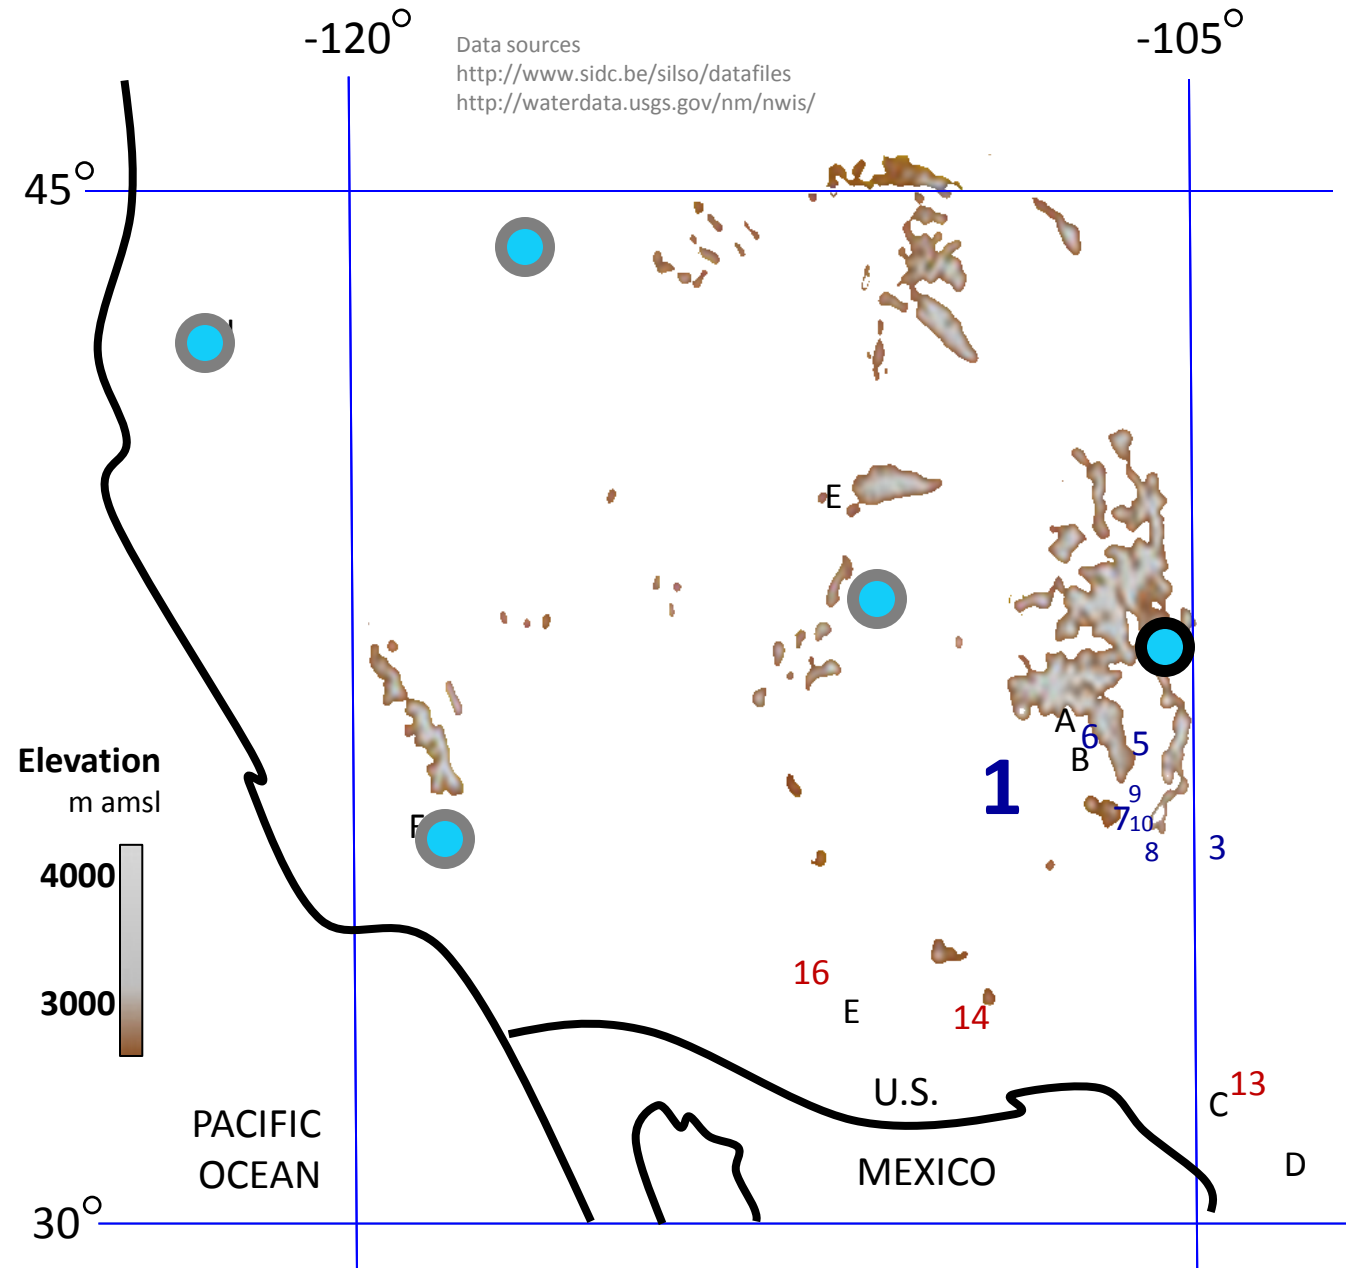 -120°
-105°
Data sources
http://www.sidc.be/silso/datafiles
http://waterdata.usgs.gov/nm/nwis/
45°
E
A
6
5
B
Elevation
m amsl
1
9
7
10
F
8
3
4000
3000
16
E
14
U.S.
13
C
PACIFIC
OCEAN
MEXICO
D
30°